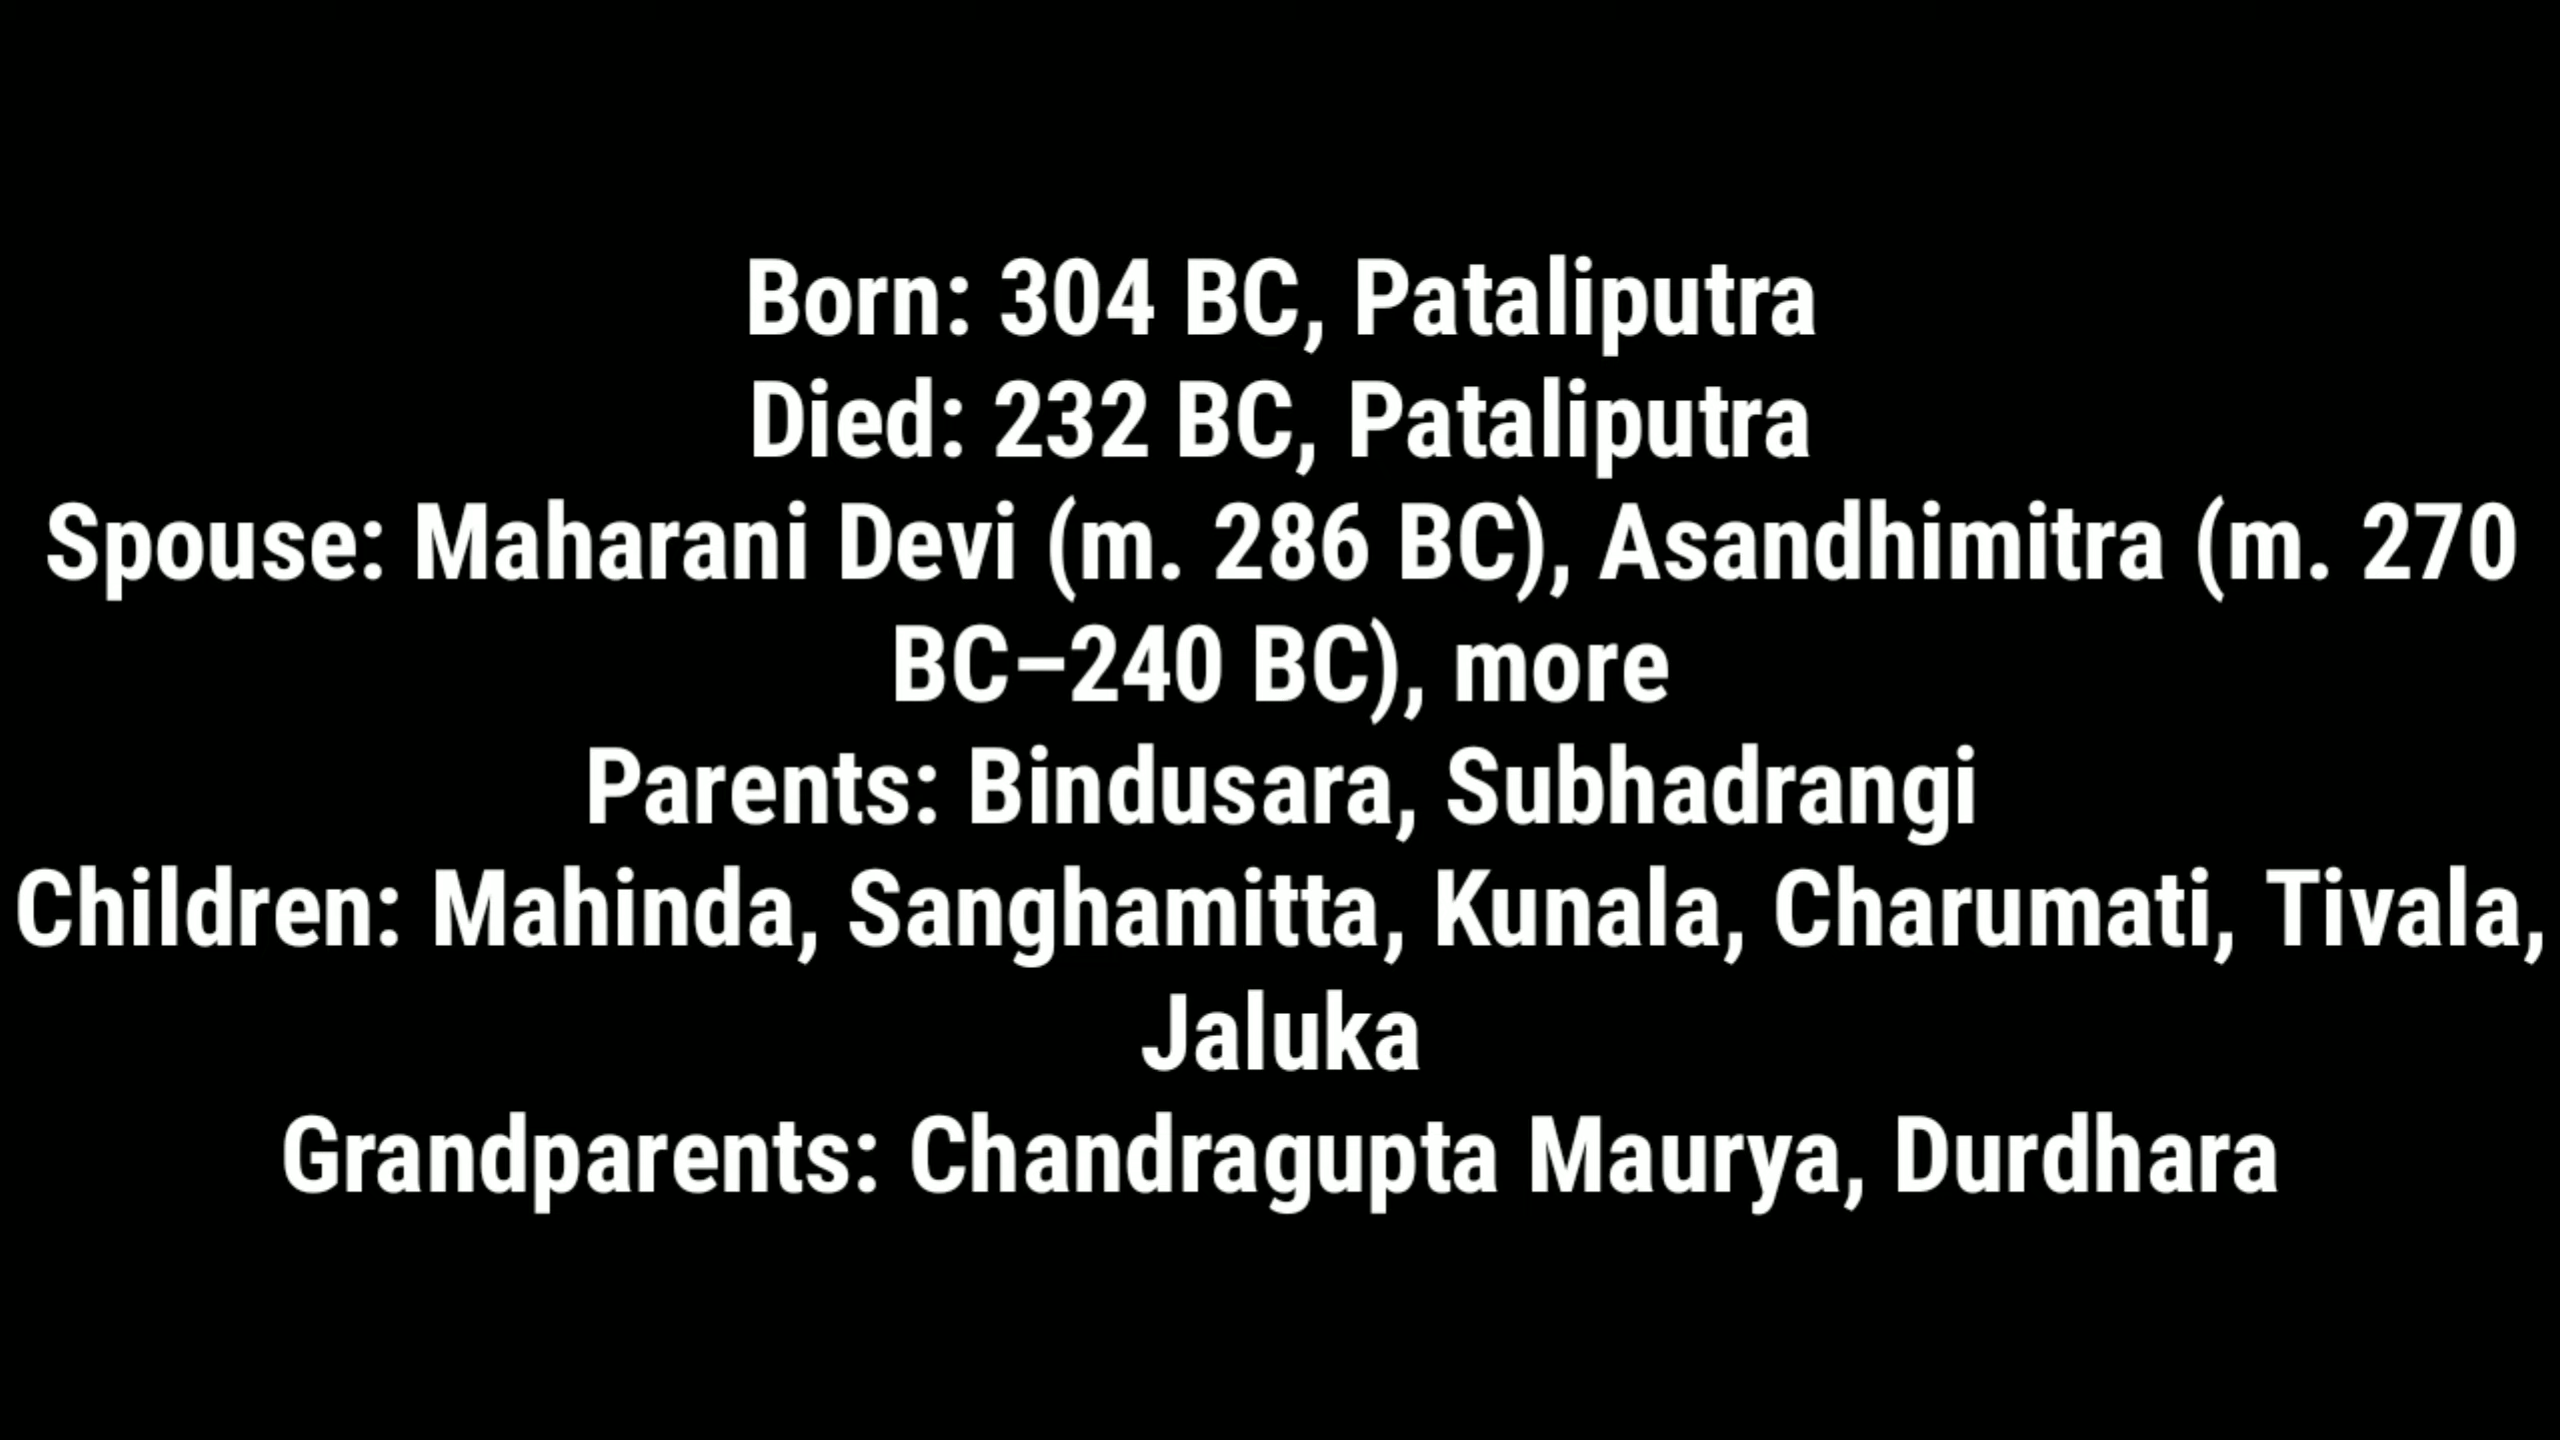 Born: 304 BC, Pataliputra
Died: 232 BC, Pataliputra
Spouse: Maharani Devi (m. 286 BC), Asandhimitra (m. 270
BC–240 BC), more
Parents: Bindusara, Subhadrangi
Children: Mahinda, Sanghamitta, Kunala, Charumati, Tivala,
Jaluka
Grandparents: Chandragupta Maurya, Durdhara